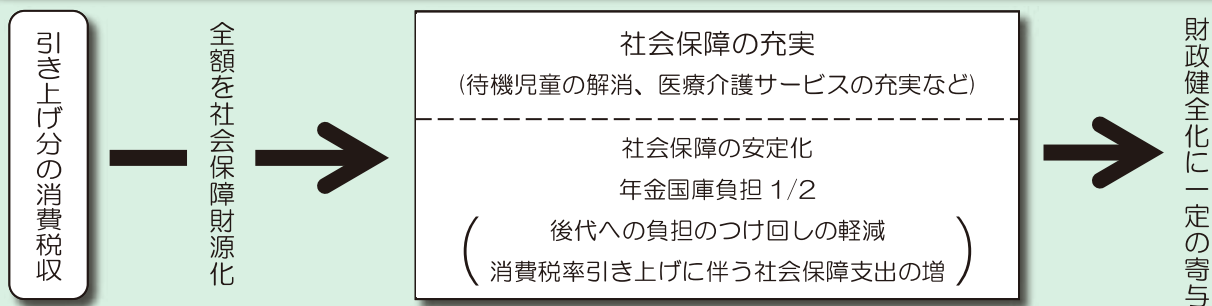 引き上げ分の消費税収
全額を社会保障財源化
社会保障の充実
(待機児童の解消、医療介護サービスの充実など)
社会保障の安定化
年金国庫負担 1/2
後代への負担のつけ回しの軽減
消費税率引き上げに伴う社会保障支出の増
財政健全化に一定の寄与